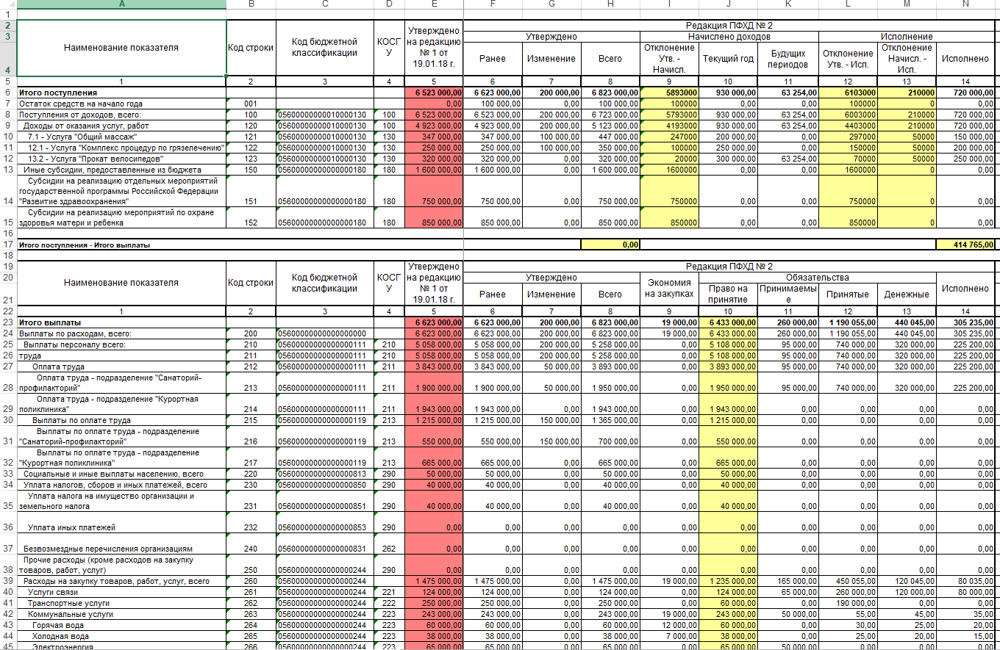 A B C D E F G H I J K L M N
1
2 Редакция ПФХД № 2
3 Утверждено Начислено доходов Исполнение
4 Наименование показателя Код строки Код бюджетной классификации КОСГУ Утверждено на редакцию № 1 от 19.01.18 г. Ранее Изменение Всего Отклонение Утв. - Начисл. Текущий год Будущих периодов Отклонение Утв. - Исп. Отклонение Начисл. - Исп. Исполнено
5 1 2 3 4 5 6 7 8 9 10 11 12 13 14
6 Итого поступления 6 523 000,00 6 623 000,00 200 000,00 6 823 000,00 5893000 930 000,00 63 254,00 6103000 210000 720 000,00
7 Остаток средств на начало года 001 0,00 100 000,00 0,00 100 000,00 100000 0,00 0,00 100000 0 0,00
8 Поступления от доходов, всего: 100 05600000000010000130 100 6 523 000,00 6 523 000,00 200 000,00 6 723 000,00 5793000 930 000,00 63 254,00 6003000 210000 720 000,00
9 Доходы от оказания услуг, работ 120 05600000000010000130 100 4 923 000,00 4 923 000,00 200 000,00 5 123 000,00 4193000 930 000,00 63 254,00 4403000 210000 720 000,00
10 7.1 - Услуга "Общий массаж" 121 05600000000010000130 130 347 000,00 347 000,00 100 000,00 447 000,00 247000 200 000,00 0,00 297000 50000 150 000,00
11 12.1 - Услуга "Комплекс процедур по грязелечению" 122 05600000000010000130 130 250 000,00 250 000,00 100 000,00 350 000,00 100000 250 000,00 0,00 150000 50000 200 000,00
12 13.2 - Услуга "Прокат велосипедов" 123 05600000000010000130 130 320 000,00 320 000,00 0,00 320 000,00 20000 300 000,00 63 254,00 70000 50000 250 000,00
13 Иные субсидии, предоставленные из бюджета 150 05600000000000000180 180 1 600 000,00 1 600 000,00 0,00 1 600 000,00 1600000 0,00 0,00 1600000 0 0,00
Субсидии на реализацию отдельных мероприятий
государственной программы Российской Федерации
14 "Развитие здравоохранения" 151 05600000000000000180 180 750 000,00 750 000,00 0,00 750 000,00 750000 0,00 0,00 750000 0 0,00
Субсидии на реализацию мероприятий по охране
15 здоровья матери и ребенка 152 05600000000000000180 180 850 000,00 850 000,00 0,00 850 000,00 850000 0,00 0,00 850000 0 0,00
16
17 Итого поступления - Итого выплаты 0,00 414 765,00
18
19 Редакция ПФХД № 2
20 Утверждено Обязательства
21 Наименование показателя Код строки Код бюджетной классификации КОСГУ Утверждено на редакцию № 1 от 19.01.18 г. Ранее Изменение Всего Экономия на закупках Право на принятие Принимаемые Принятые Денежные Исполнено
22 1 2 3 4 5 6 7 8 9 10 11 12 13 14
23 Итого выплаты 6 623 000,00 6 623 000,00 200 000,00 6 823 000,00 19 000,00 6 433 000,00 260 000,00 1 190 055,00 440 045,00 305 235,00
24 Выплаты по расходам, всего: 200 05600000000000000000 6 623 000,00 6 623 000,00 200 000,00 6 823 000,00 19 000,00 6 433 000,00 260 000,00 1 190 055,00 440 045,00 305 235,00
25 Выплаты персоналу всего: 210 05600000000000000111 210 5 058 000,00 5 058 000,00 200 000,00 5 258 000,00 0,00 5 108 000,00 95 000,00 740 000,00 320 000,00 225 200,00
26 труда 211 05600000000000000111 210 5 058 000,00 5 058 000,00 200 000,00 5 258 000,00 0,00 5 108 000,00 95 000,00 740 000,00 320 000,00 225 200,00
27 Оплата труда 212 05600000000000000111 211 3 843 000,00 3 843 000,00 50 000,00 3 893 000,00 0,00 3 893 000,00 95 000,00 740 000,00 320 000,00 225 200,00
Оплата труда - подразделение "Санаторий-
28 профилакторий" 213 05600000000000000111 211 1 900 000,00 1 900 000,00 50 000,00 1 950 000,00 0,00 1 950 000,00 95 000,00 740 000,00 320 000,00 225 200,00
Оплата труда - подразделение "Курортная
29 поликлиника" 214 05600000000000000111 211 1 943 000,00 1 943 000,00 0,00 1 943 000,00 0,00 1 943 000,00 0,00 0,00 0,00 0,00
30 Выплаты по оплате труда 215 05600000000000000119 213 1 215 000,00 1 215 000,00 150 000,00 1 365 000,00 0,00 1 215 000,00 0,00 0,00 0,00 0,00
Выплаты по оплате труда - подразделение
31 "Санаторий-профилакторий" 216 05600000000000000119 213 550 000,00 550 000,00 150 000,00 700 000,00 0,00 550 000,00 0,00 0,00 0,00 0,00
Выплаты по оплате труда - подразделение
32 "Курортная поликлиника" 217 05600000000000000119 213 665 000,00 665 000,00 0,00 665 000,00 0,00 665 000,00 0,00 0,00 0,00 0,00
33 Социальные и иные выплаты населению, всего 220 05600000000000000813 290 50 000,00 50 000,00 0,00 50 000,00 0,00 50 000,00 0,00 0,00 0,00 0,00
34 Уплата налогов, сборов и иных платежей, всего 230 05600000000000000850 290 40 000,00 40 000,00 0,00 40 000,00 0,00 40 000,00 0,00 0,00 0,00 0,00
Уплата налога на имущество организации и
35 земельного налога 231 05600000000000000851 290 40 000,00 40 000,00 0,00 40 000,00 0,00 40 000,00 0,00 0,00 0,00 0,00
36 Уплата иных платежей 232 05600000000000000853 290 0,00 0,00 0,00 0,00 0,00 0,00 0,00 0,00 0,00 0,00
37 Безвозмездные перечисления организациям 240 05600000000000000831 262 0,00 0,00 0,00 0,00 0,00 0,00 0,00 0,00 0,00 0,00
Прочие расходы (кроме расходов на закупку
38 товаров, работ, услуг) 250 05600000000000000244 290 0,00 0,00 0,00 0,00 0,00 0,00 0,00 0,00 0,00 0,00
39 Расходы на закупку товаров, работ, услуг, всего 260 05600000000000000244 1 475 000,00 1 475 000,00 0,00 1 475 000,00 19 000,00 1 235 000,00 165 000,00 450 055,00 120 045,00 80 035,00
40 Услуги связи 261 05600000000000000244 221 124 000,00 124 000,00 0,00 124 000,00 0,00 124 000,00 65 000,00 260 000,00 120 000,00 80 000,00
41 Транспортные услуги 262 05600000000000000244 222 250 000,00 250 000,00 0,00 250 000,00 0,00 60 000,00 0,00 190 000,00 0,00 0,00
42 Коммунальные услуги 263 05600000000000000244 223 243 000,00 243 000,00 0,00 243 000,00 19 000,00 243 000,00 50 000,00 55,00 45,00 35,00
43 Горячая вода 264 05600000000000000244 223 60 000,00 60 000,00 0,00 60 000,00 12 000,00 60 000,00 0,00 30,00 25,00 20,00
44 Холодная вода 265 05600000000000000244 223 38 000,00 38 000,00 0,00 38 000,00 7 000,00 38 000,00 0,00 25,00 20,00 15,00
45 Электроэнергия 266 05600000000000000244 223 65 000,00 65 000,00 0,00 65 000,00 0,00 65 000,00 50 000,00 0,00 0,00 0,00